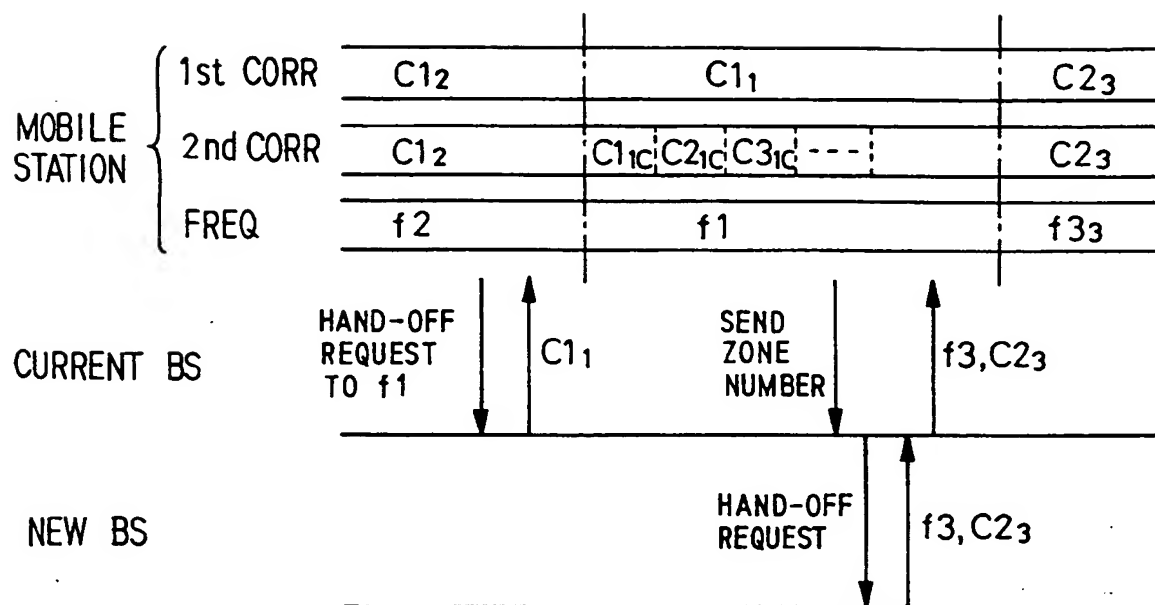 1st CORR C1₂ C1₁ C2₃
MOBILE STATION
2nd CORR C1₂ C1₁C C2₁C C3₁C --- C2₃
FREQ f2 f1 f3₃
HAND-OFF
REQUEST
TO f1
C1₁
SEND
ZONE
NUMBER
f3,C2₃
CURRENT BS
HAND-OFF
REQUEST
f3,C2₃
NEW BS